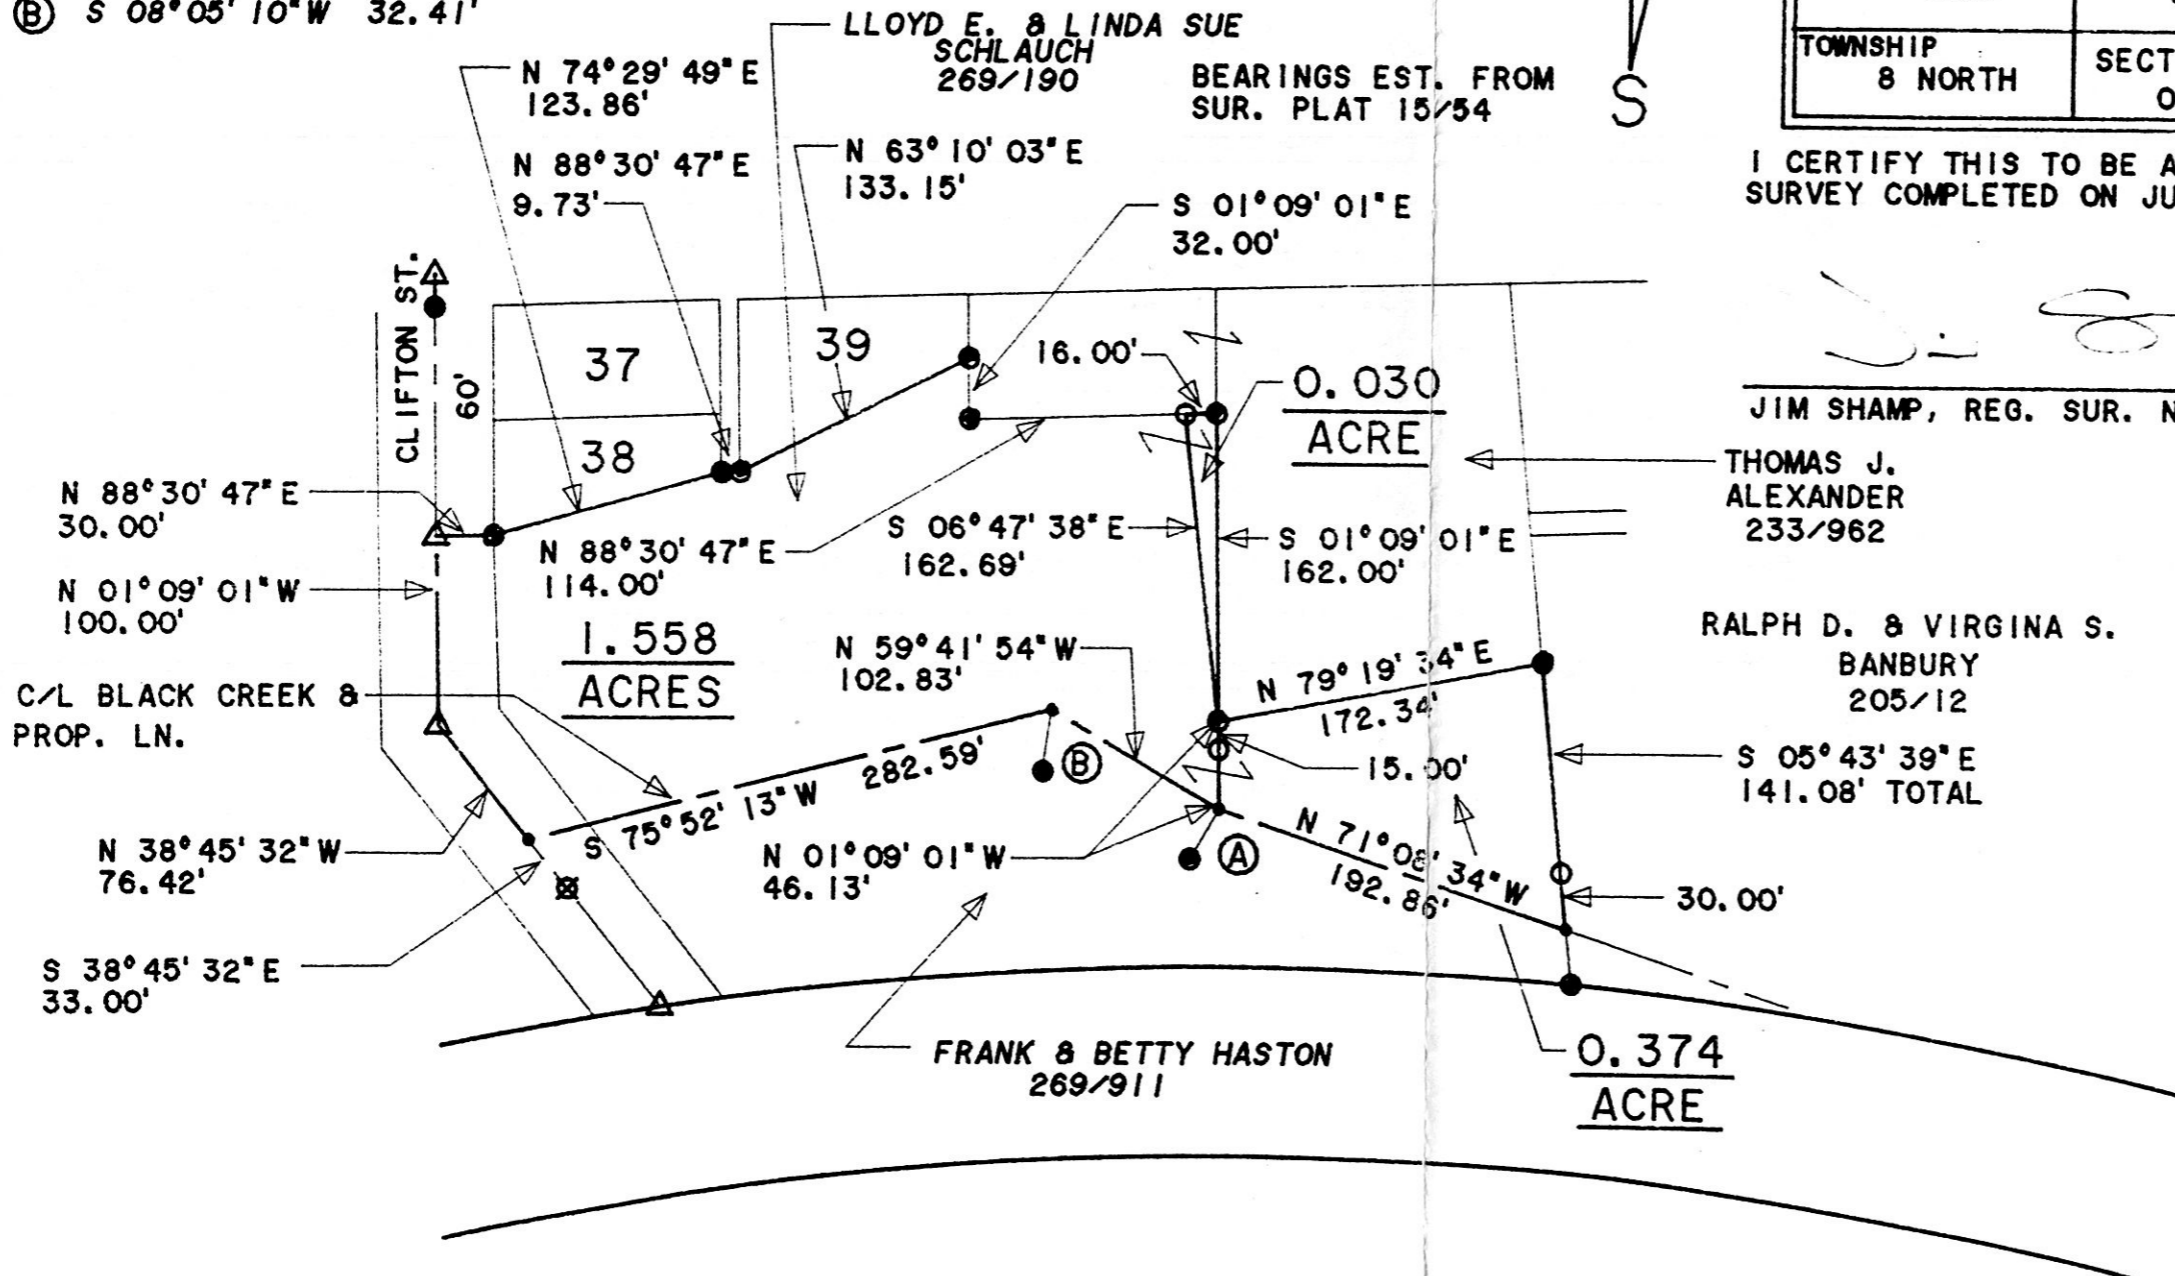 Ⓑ S 08°05'10"W 32.41'
LLOYD E. & LINDA SUE
SCHLAUCH
269/190
N 74°29'49"E
123.86'
BEARINGS EST. FROM
SUR. PLAT 15/54
S
TOWNSHIP
8 NORTH
N 88°30'47"E
9.73'
N 63°10'03"E
133.15'
S 01°09'01"E
32.00'
I CERTIFY THIS TO BE A
SURVEY COMPLETED ON
CLIFTON ST.
60'
37
39
38
16.00'
0.030
ACRE
JIM SHAMP, REG. SUR.
THOMAS J.
ALEXANDER
233/962
N 88°30'47"E
30.00'
N 88°30'47"E
114.00'
S 06°47'38"E
162.69'
S 01°09'01"E
162.00'
N 01°09'01"W
100.00'
1.558
ACRES
N 59°41'54"W
102.83'
N 79°19'34"E
172.34'
RALPH D. & VIRGINA S.
BANBURY
205/12
C/L BLACK CREEK &
PROP. LN.
S 75°52'13"W 282.59'
Ⓑ
15.00'
S 05°43'39"E
141.08' TOTAL
N 38°45'32"W
76.42'
N 01°09'01"W
46.13'
Ⓐ
N 71°08'34"W
192.86'
30.00'
S 38°45'32"E
33.00'
FRANK & BETTY HASTON
269/911
0.374
ACRE